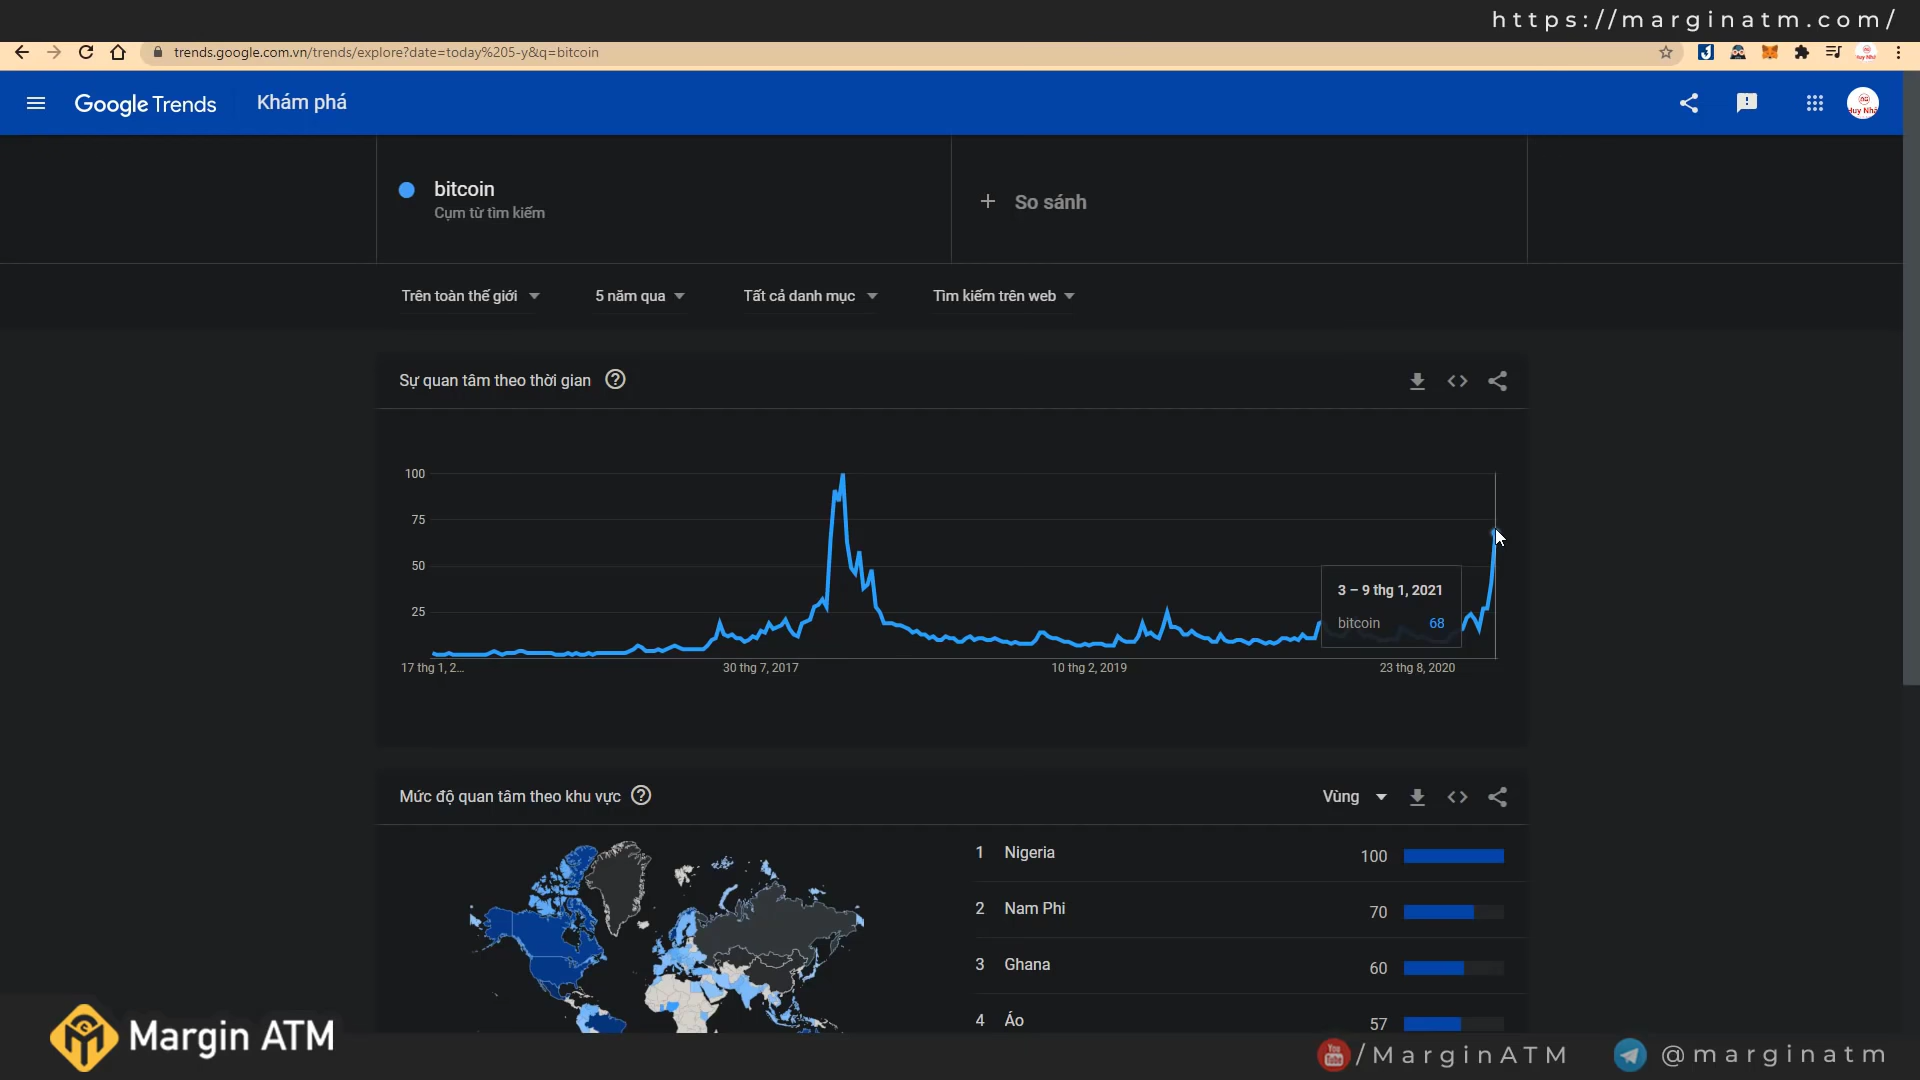 https://marginatm.com/
trends.google.com.vn/trends/explore?date=today%205-y&q=bitcoin
Google Trends
Khám phá
Huy Nhậ
bitcoin
Cụm từ tìm kiếm
+ So sánh
Trên toàn thế giới
5 năm qua
Tất cả danh mục
Tìm kiếm trên web
Sự quan tâm theo thời gian
100
75
50
25
3 – 9 thg 1, 2021
bitcoin 68
17 thg 1, 2...
30 thg 7, 2017
10 thg 2, 2019
23 thg 8, 2020
Mức độ quan tâm theo khu vực
Vùng
1 Nigeria 100
2 Nam Phi 70
3 Ghana 60
4 Áo 57
Margin ATM
You Tube /MarginATM
@marginatm